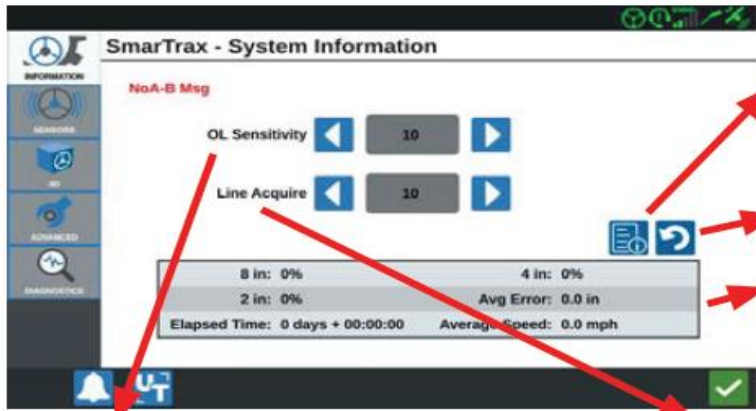 SmarTrax - System Information
INFORMATION
NoA-B Msg
SENSORS
OL Sensitivity 10
3D
Line Acquire 10
ADVANCED
DIAGNOSTICS
8 in: 0% 4 in: 0%
2 in: 0% Avg Error: 0.0 in
Elapsed Time: 0 days + 00:00:00 Average Speed: 0.0 mph
UT